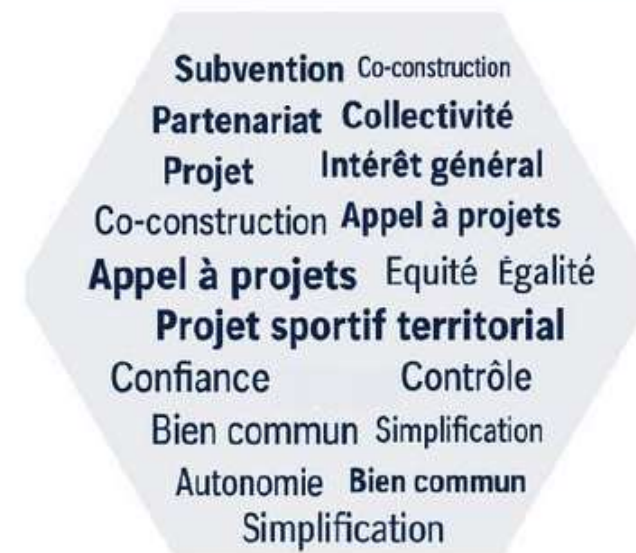 Subvention Co-construction
Partenariat Collectivité
Projet Intérêt général
Co-construction Appel à projets
Appel à projets Equité Égalité
Projet sportif territorial
Confiance Contrôle
Bien commun Simplification
Autonomie Bien commun
Simplification